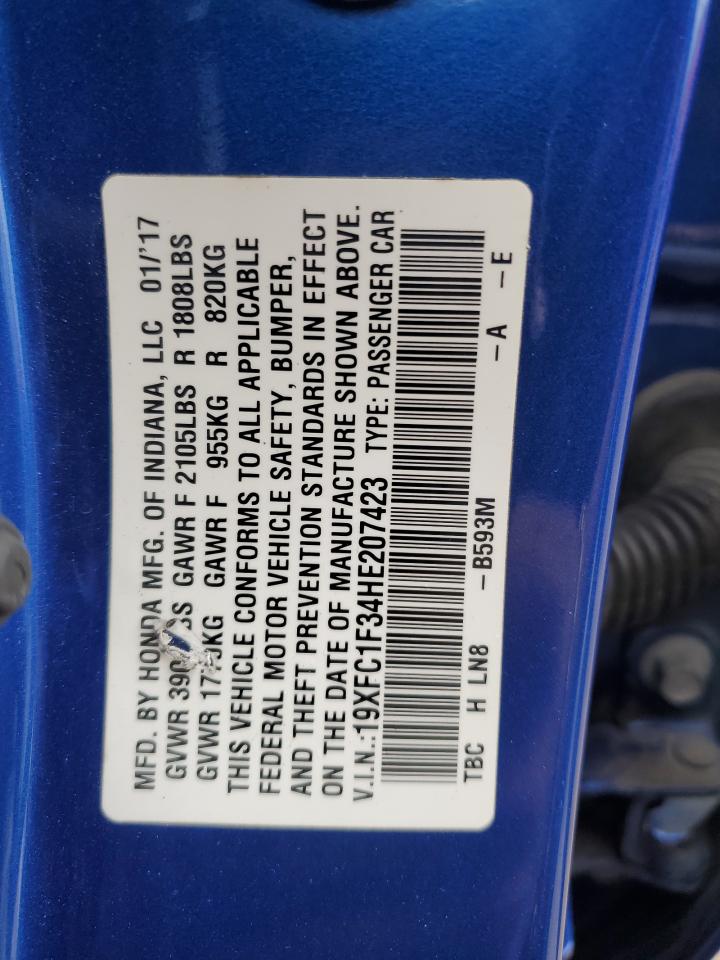 MFD. BY HONDA MFG. OF INDIANA, LLC 01/'17
GVWR GAWR F 2105LBS R 1808LBS
GVWR GAWR F 955KG R 820KG
THIS VEHICLE CONFORMS TO ALL APPLICABLE
FEDERAL MOTOR VEHICLE SAFETY, BUMPER,
AND THEFT PREVENTION STANDARDS IN EFFECT
ON THE DATE OF MANUFACTURE SHOWN ABOVE.
V.I.N.:19XFC1F34HE207423 TYPE: PASSENGER CAR
TBC H LN8 -B593M -A -E